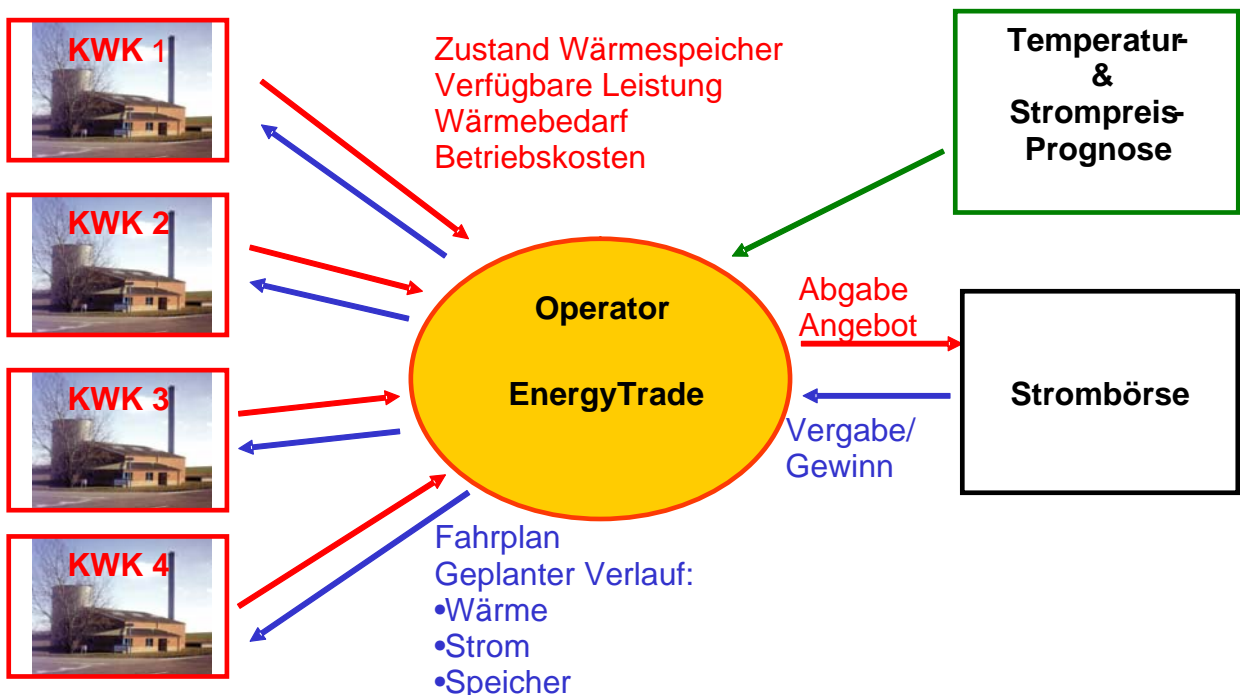 KWK 1
KWK 2
KWK 3
KWK 4
Zustand Wärmespeicher
Verfügbare Leistung
Wärmebedarf
Betriebskosten
Temperatur-
&
Strompreis-
Prognose
Operator
EnergyTrade
Abgabe
Angebot
Strombörse
Vergabe/
Gewinn
Fahrplan
Geplanter Verlauf:
•Wärme
•Strom
•Speicher